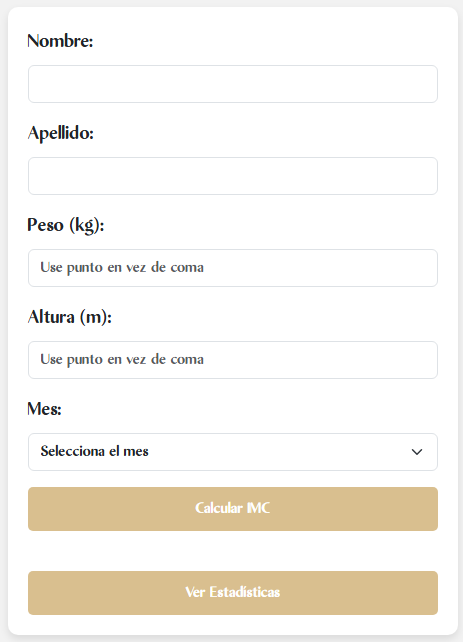 Nombre:
Apellido:
Peso (kg):
Use punto en vez de coma
Altura (m):
Use punto en vez de coma
Mes:
Selecciona el mes
Calcular IMC
Ver Estadísticas